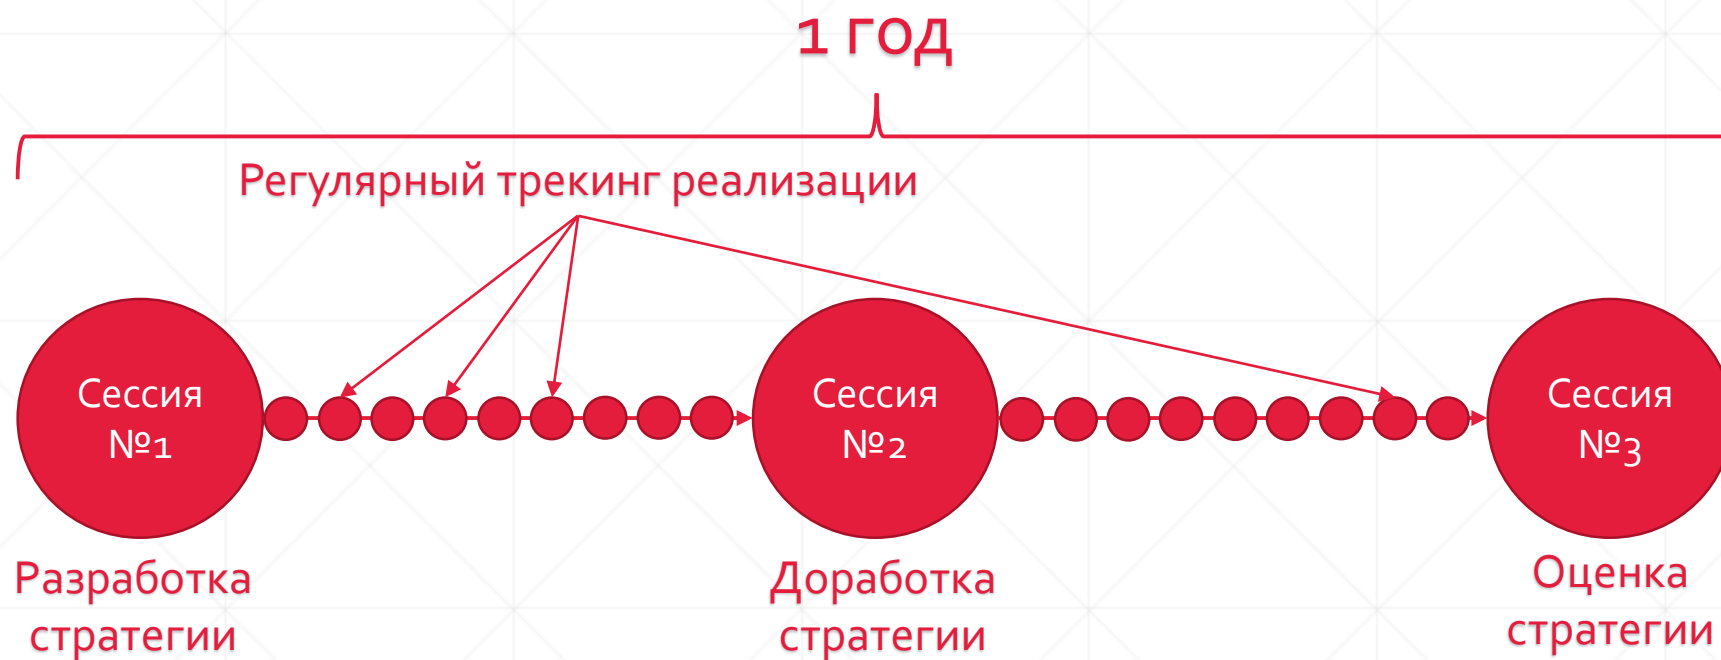 1 ГОД
Регулярный трекинг реализации
Сессия
№1
Сессия
№2
Сессия
№3
Разработка
стратегии
Доработка
стратегии
Оценка
стратегии